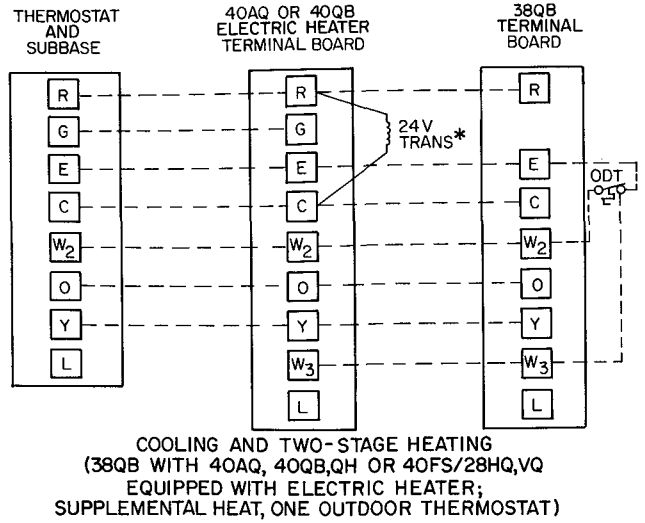 THERMOSTAT
AND
SUBBASE
40AQ OR 40QB
ELECTRIC HEATER
TERMINAL BOARD
38QB
TERMINAL
BOARD
R
G
E
C
W2
O
Y
L
R
G
E
C
W2
O
Y
W3
L
24V
TRANS*
R
E
C
W2
O
Y
W3
L
ODT
COOLING AND TWO-STAGE HEATING
(38QB WITH 40AQ, 40QB,QH OR 40FS/28HQ,VQ
EQUIPPED WITH ELECTRIC HEATER;
SUPPLEMENTAL HEAT, ONE OUTDOOR THERMOSTAT)